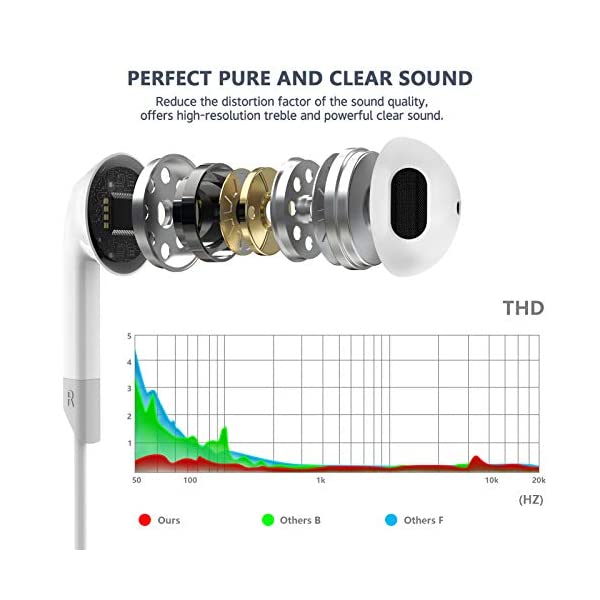 PERFECT PURE AND CLEAR SOUND
Reduce the distortion factor of the sound quality,
offers high-resolution treble and powerful clear sound.
R
THD
5
4
3
2
1
50 100 1k 10k 20k
(HZ)
Ours Others B Others F